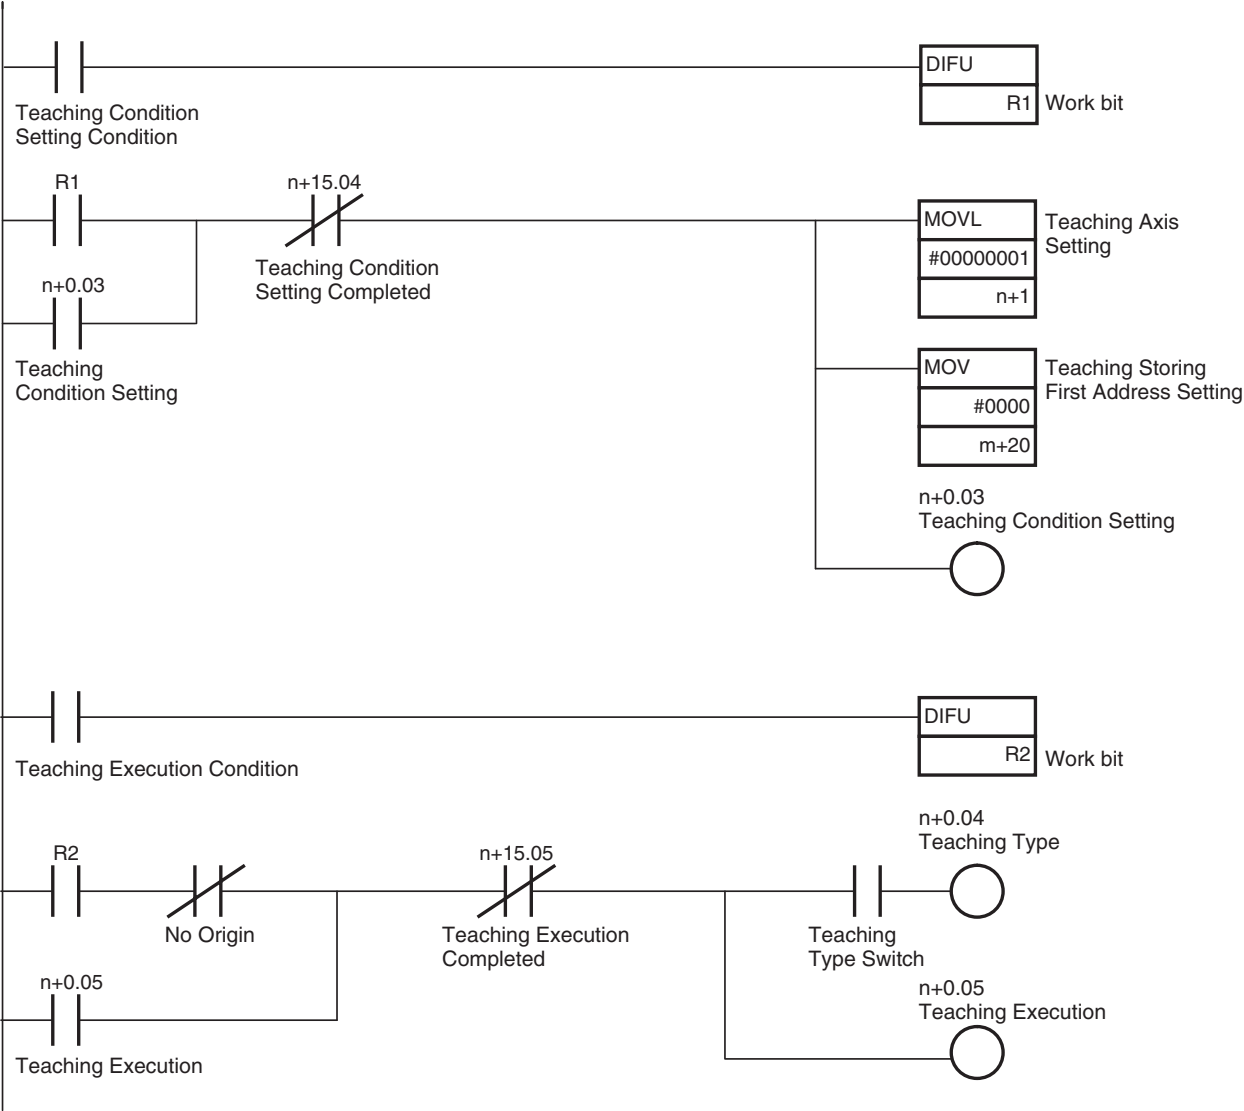 DIFU
R1 Work bit
Teaching Condition
Setting Condition
R1
n+15.04
MOVL
#00000001
n+1
Teaching Axis
Setting
Teaching Condition
Setting Completed
n+0.03
Teaching
Condition Setting
MOV
#0000
m+20
Teaching Storing
First Address Setting
n+0.03
Teaching Condition Setting
DIFU
R2 Work bit
Teaching Execution Condition
n+0.04
Teaching Type
R2
n+15.05
No Origin
Teaching Execution
Completed
Teaching
Type Switch
n+0.05
Teaching Execution
n+0.05
Teaching Execution